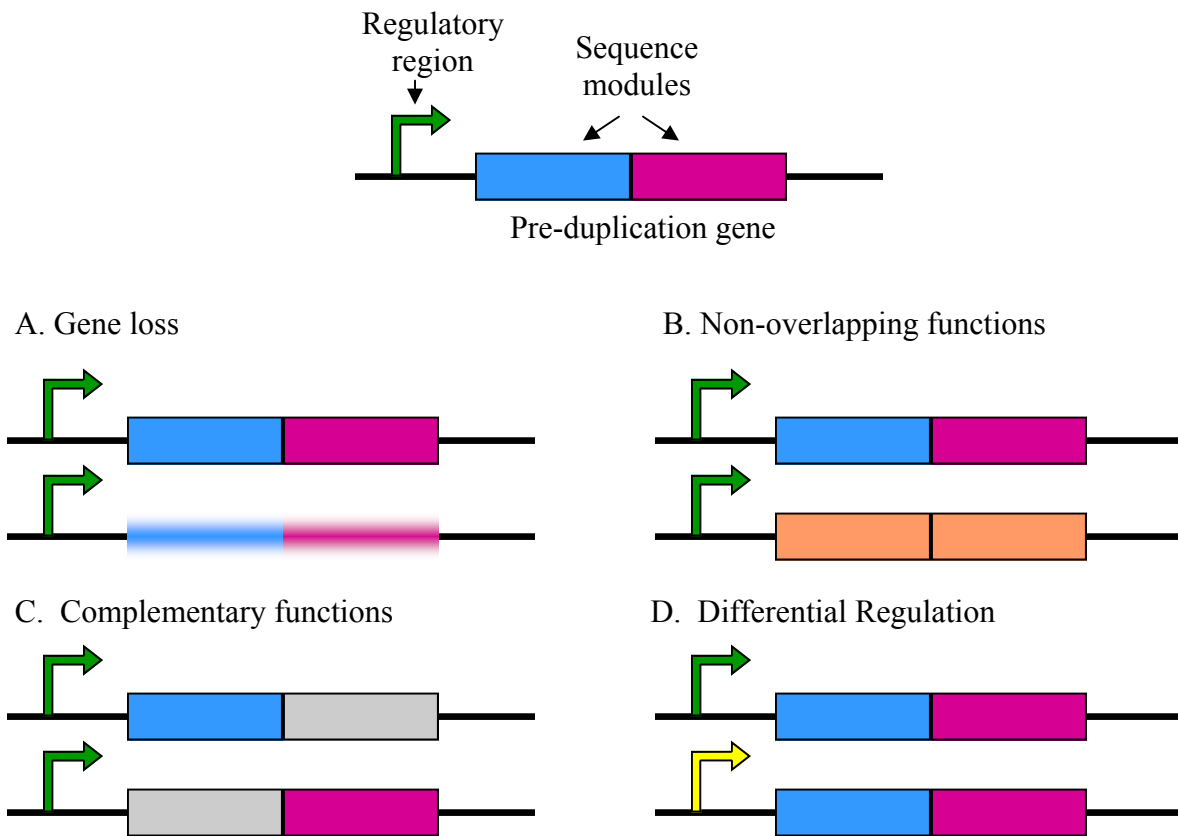 Regulatory
region
Sequence
modules
Pre-duplication gene
A. Gene loss
B. Non-overlapping functions
C.  Complementary functions
D.  Differential Regulation